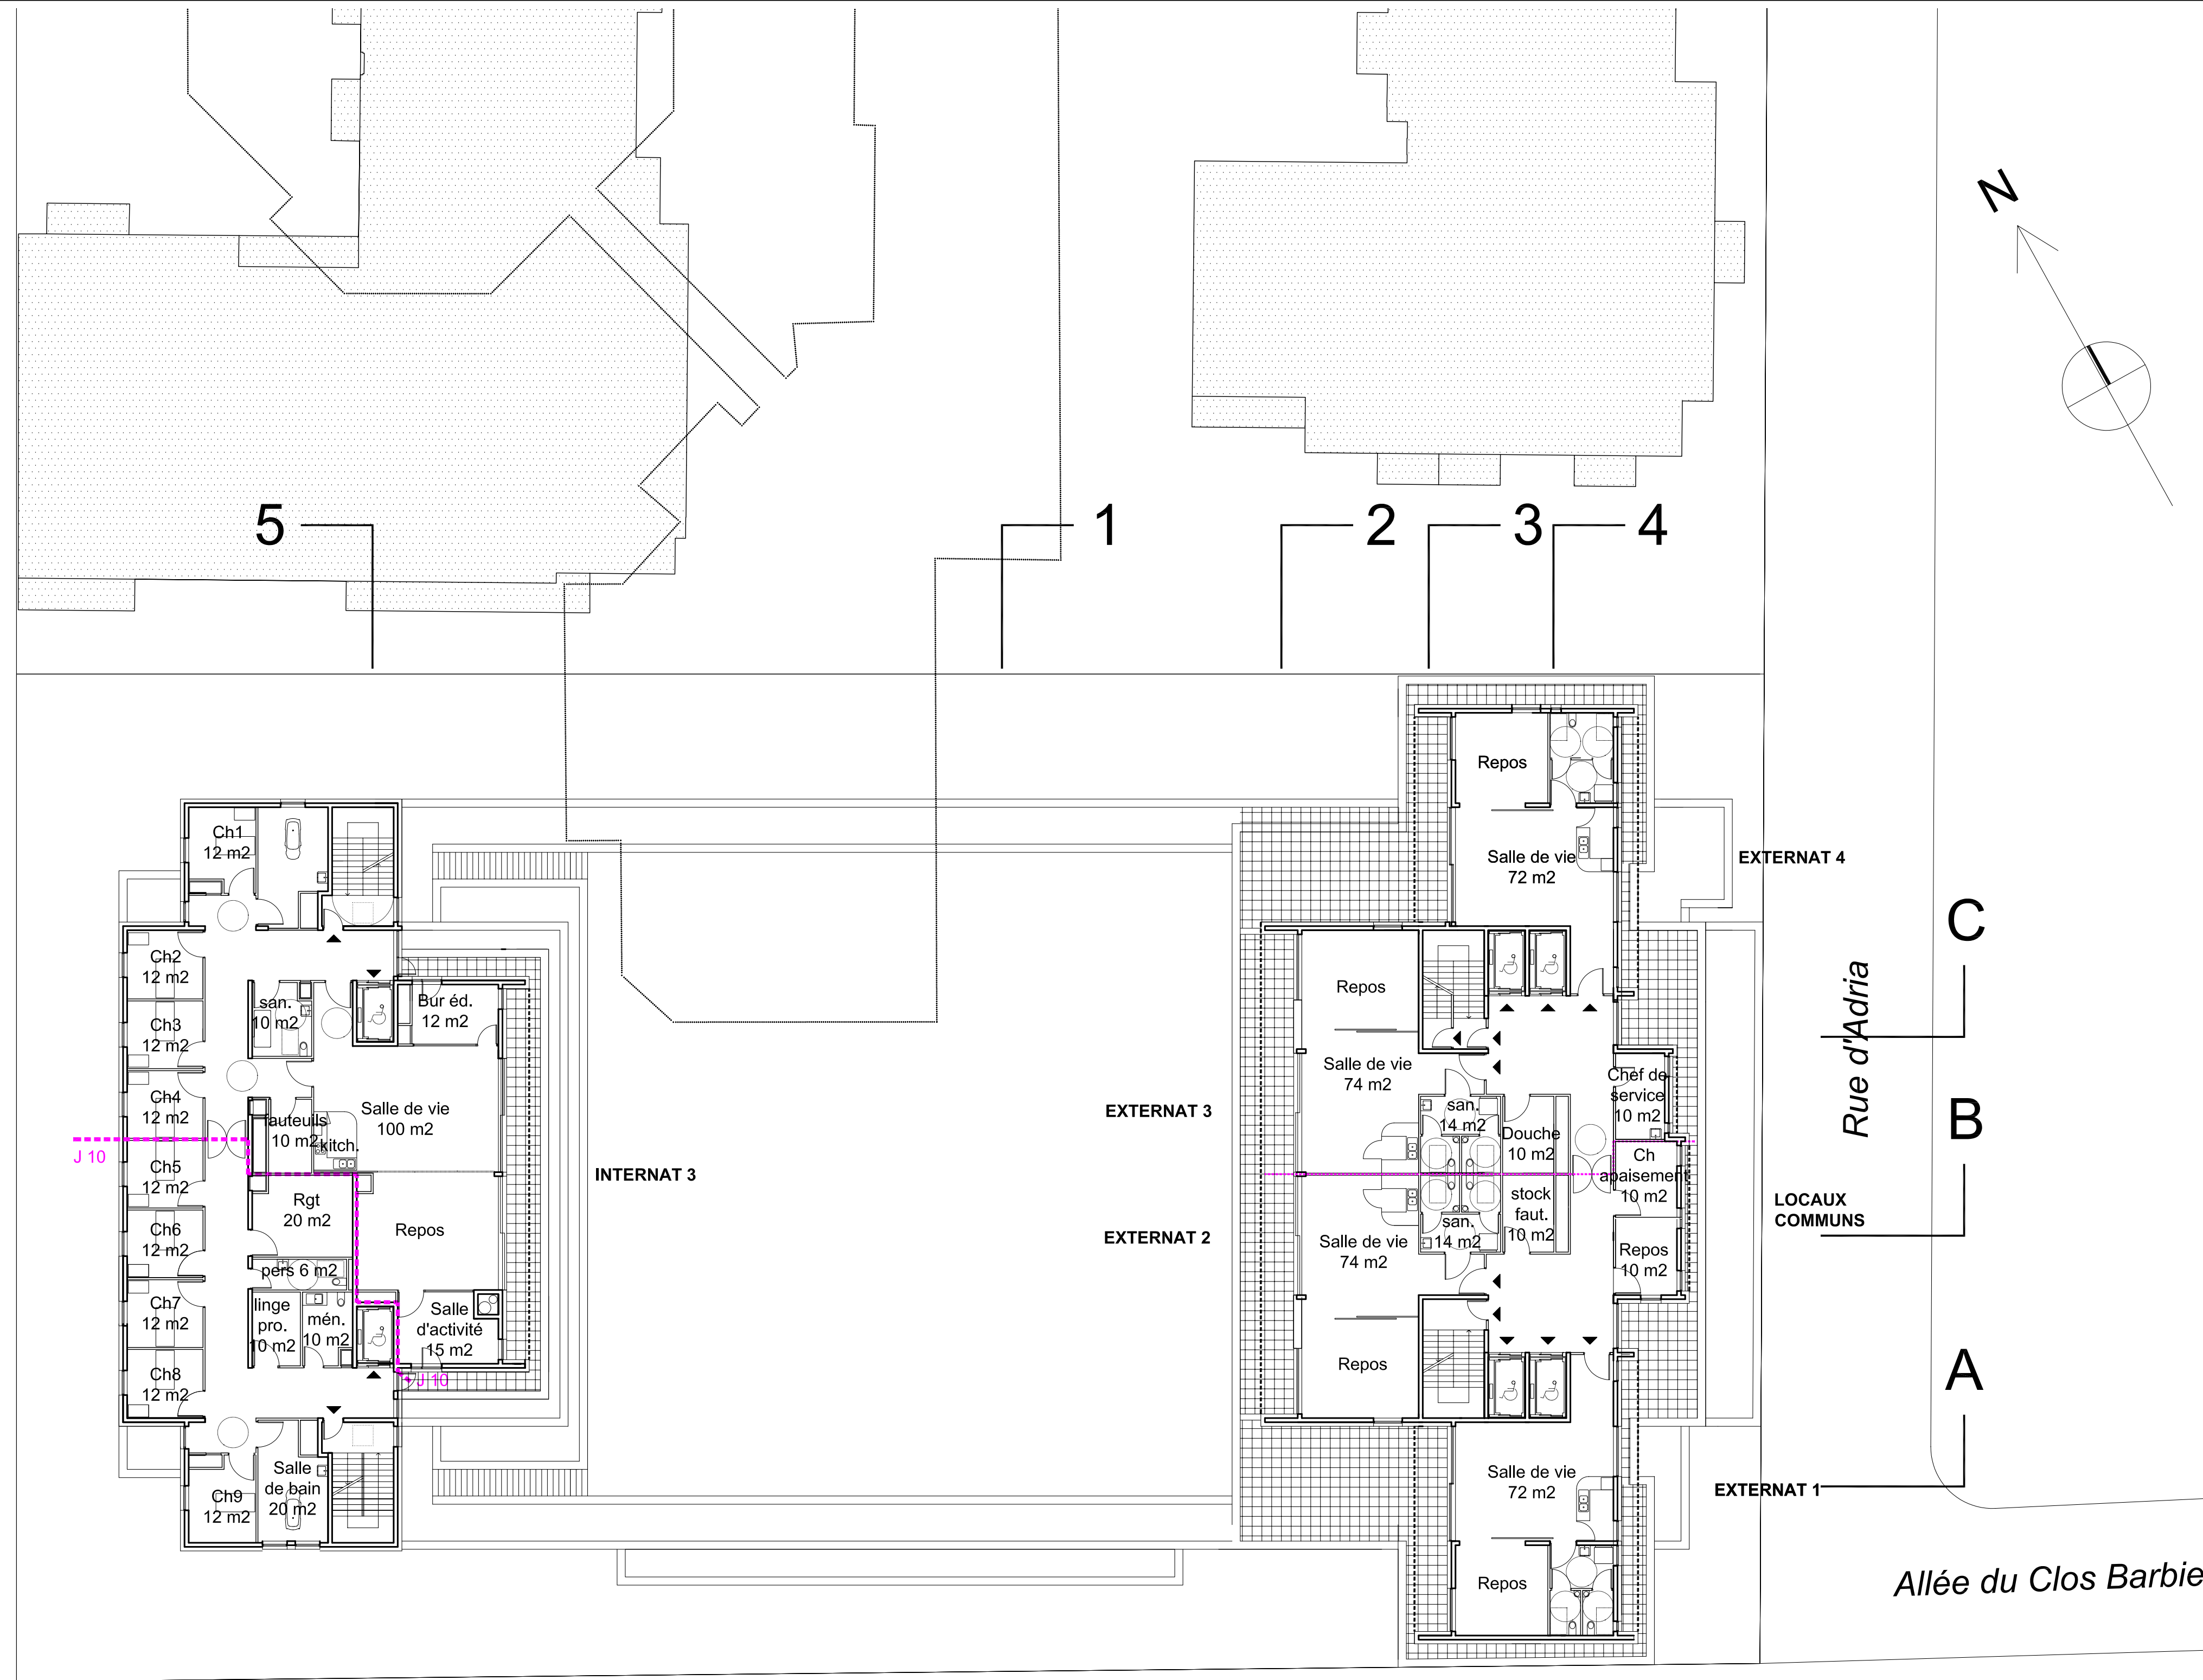 N
5
1
2
3
4
Repos
Ch1
12 m2
Salle de vie
72 m2
EXTERNAT 4
C
Ch2
12 m2
san.
10 m2
Bur éd.
12 m2
Repos
Rue d'Adria
Ch3
12 m2
Salle de vie
74 m2
Chef de
service
10 m2
Ch4
12 m2
fauteuils
10 m2
kitch.
Salle de vie
100 m2
EXTERNAT 3
san.
14 m2
Douche
10 m2
B
J 10
Ch5
12 m2
INTERNAT 3
Ch
apaisement
10 m2
Rgt
20 m2
Repos
stock
faut.
10 m2
LOCAUX
COMMUNS
Ch6
12 m2
EXTERNAT 2
Salle de vie
74 m2
san.
14 m2
Repos
10 m2
pers 6 m2
Ch7
12 m2
linge
pro.
10 m2
mén.
10 m2
Salle
d'activité
15 m2
Repos
A
Ch8
12 m2
J 10
Salle
de bain
20 m2
Ch9
12 m2
Salle de vie
72 m2
EXTERNAT 1
Repos
Allée du Clos Barbie